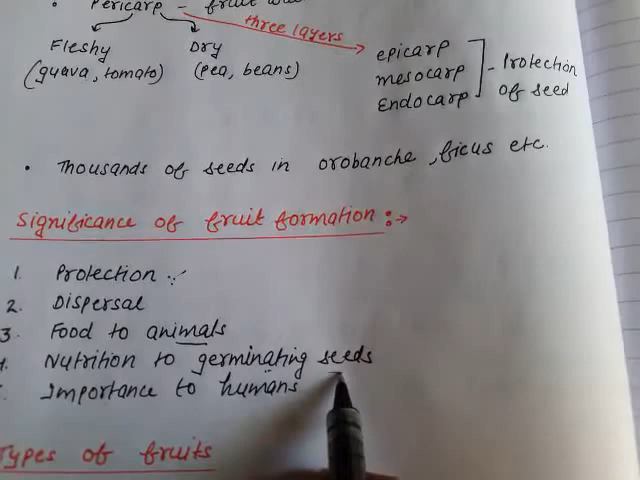 • Pericarp – fruit
three layers
Fleshy Dry
(guava, tomato) (pea, beans)
epicarp
mesocarp
Endocarp
- Protection
of seed
• Thousands of seeds in orobanche, ficus etc.
Significance of fruit formation :→
1. Protection
2. Dispersal
3. Food to animals
Nutrition to germinating seeds
Importance to humans
Types of fruits